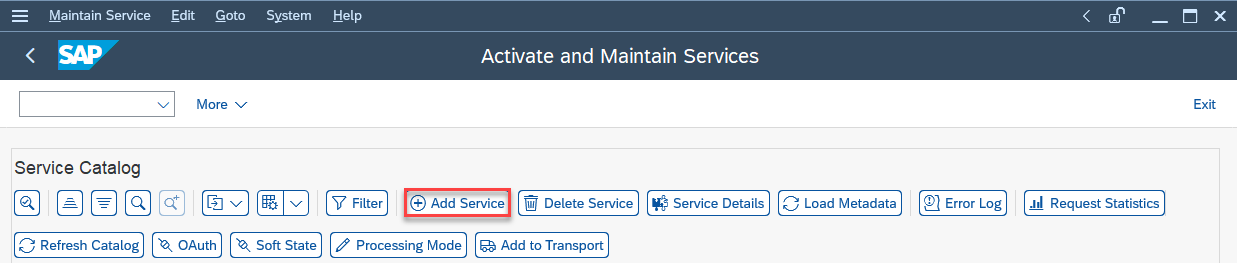 Maintain Service Edit Goto System Help
SAP Activate and Maintain Services
More Exit
Service Catalog
Filter Add Service Delete Service Service Details Load Metadata Error Log Request Statistics
Refresh Catalog OAuth Soft State Processing Mode Add to Transport